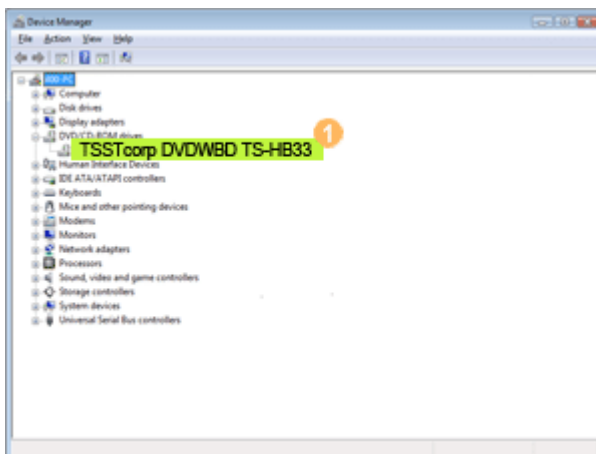 Device Manager
File Action View Help
400-PC
Computer
Disk drives
Display adapters
DVD/CD-ROM drives
1
TSSTcorp DVDWBD TS-HB33
Human Interface Devices
IDE ATA/ATAPI controllers
Keyboards
Mice and other pointing devices
Modems
Monitors
Network adapters
Processors
Sound, video and game controllers
Storage controllers
System devices
Universal Serial Bus controllers